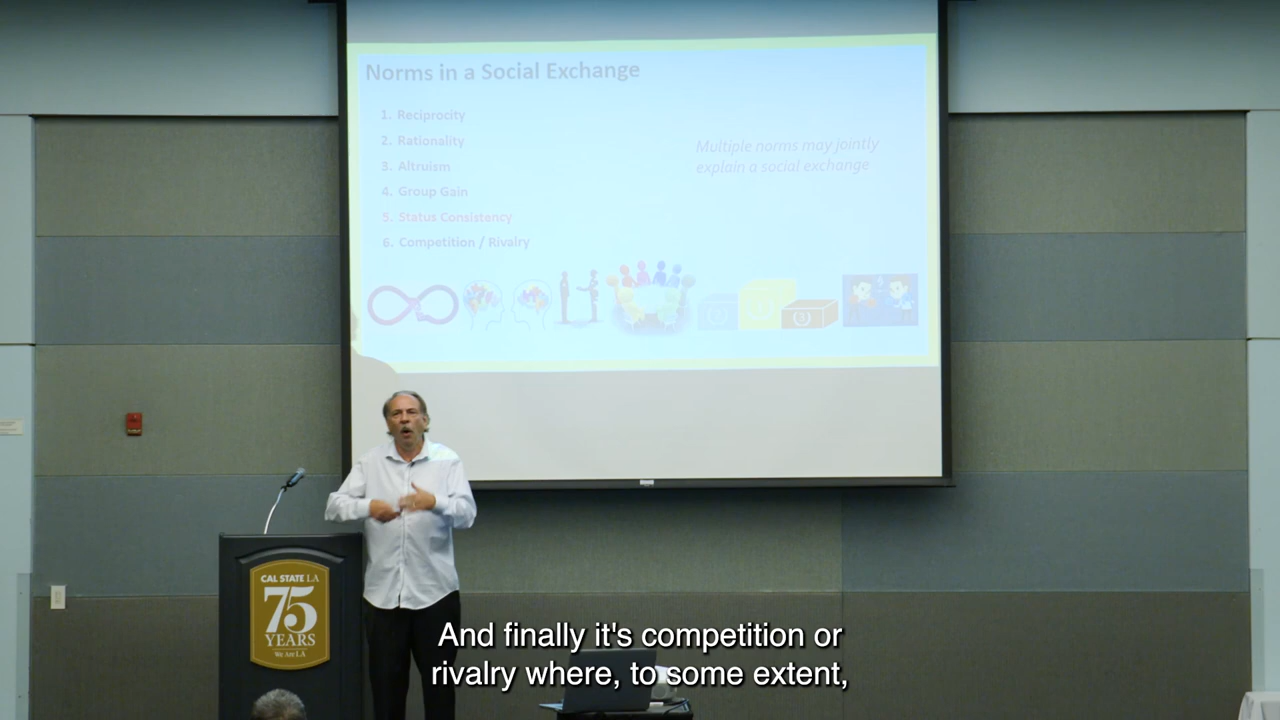 Norms in a Social Exchange
1. Reciprocity
2. Rationality
3. Altruism
4. Group Gain
5. Status Consistency
6. Competition / Rivalry
Multiple norms may jointly
explain a social exchange
CAL STATE LA
75
YEARS
We Are LA
And finally it's competition or
rivalry where, to some extent,